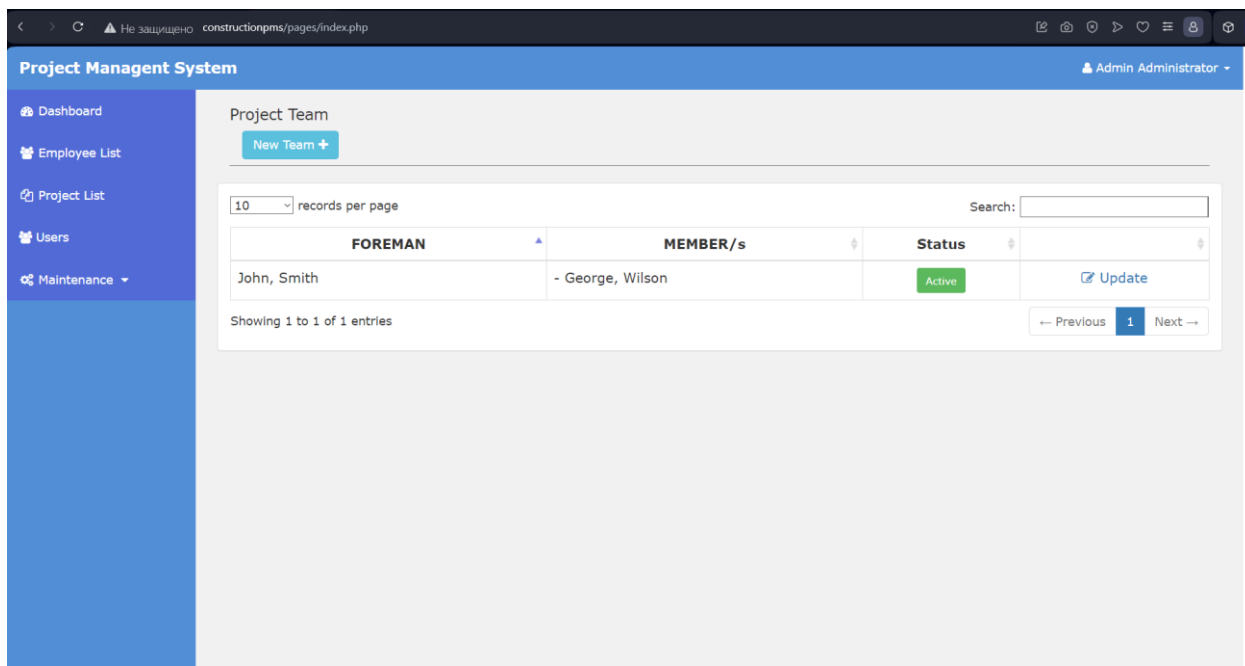 Не защищено constructionpms/pages/index.php
Project Managent System
Admin Administrator
Dashboard
Employee List
Project List
Users
Maintenance
Project Team
New Team +
10 records per page
Search:
FOREMAN MEMBER/s Status
John, Smith - George, Wilson Active Update
Showing 1 to 1 of 1 entries
← Previous 1 Next →